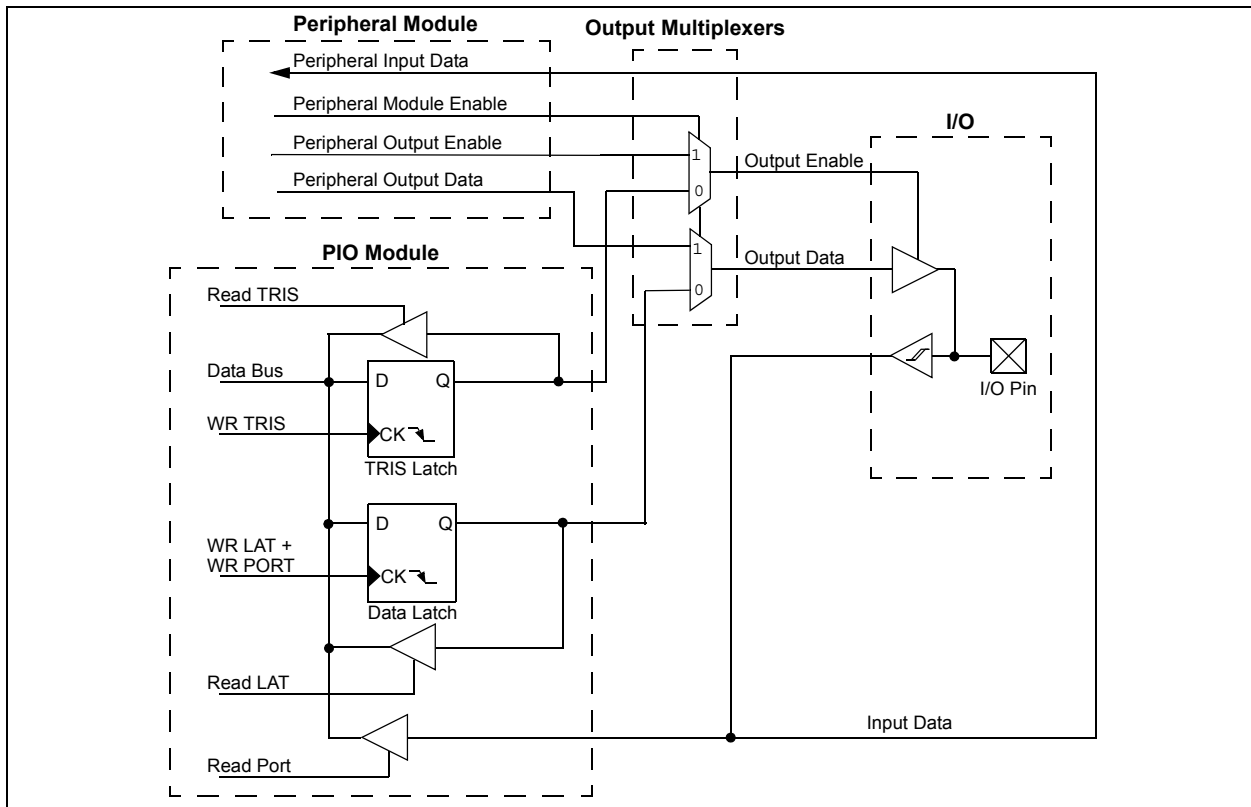 Peripheral Module
Output Multiplexers
Peripheral Input Data
Peripheral Module Enable
Peripheral Output Enable
Peripheral Output Data
1
0
Output Enable
I/O
1
0
Output Data
I/O Pin
PIO Module
Read TRIS
Data Bus
D
Q
WR TRIS
CK
TRIS Latch
D
Q
WR LAT +
WR PORT
CK
Data Latch
Read LAT
Input Data
Read Port